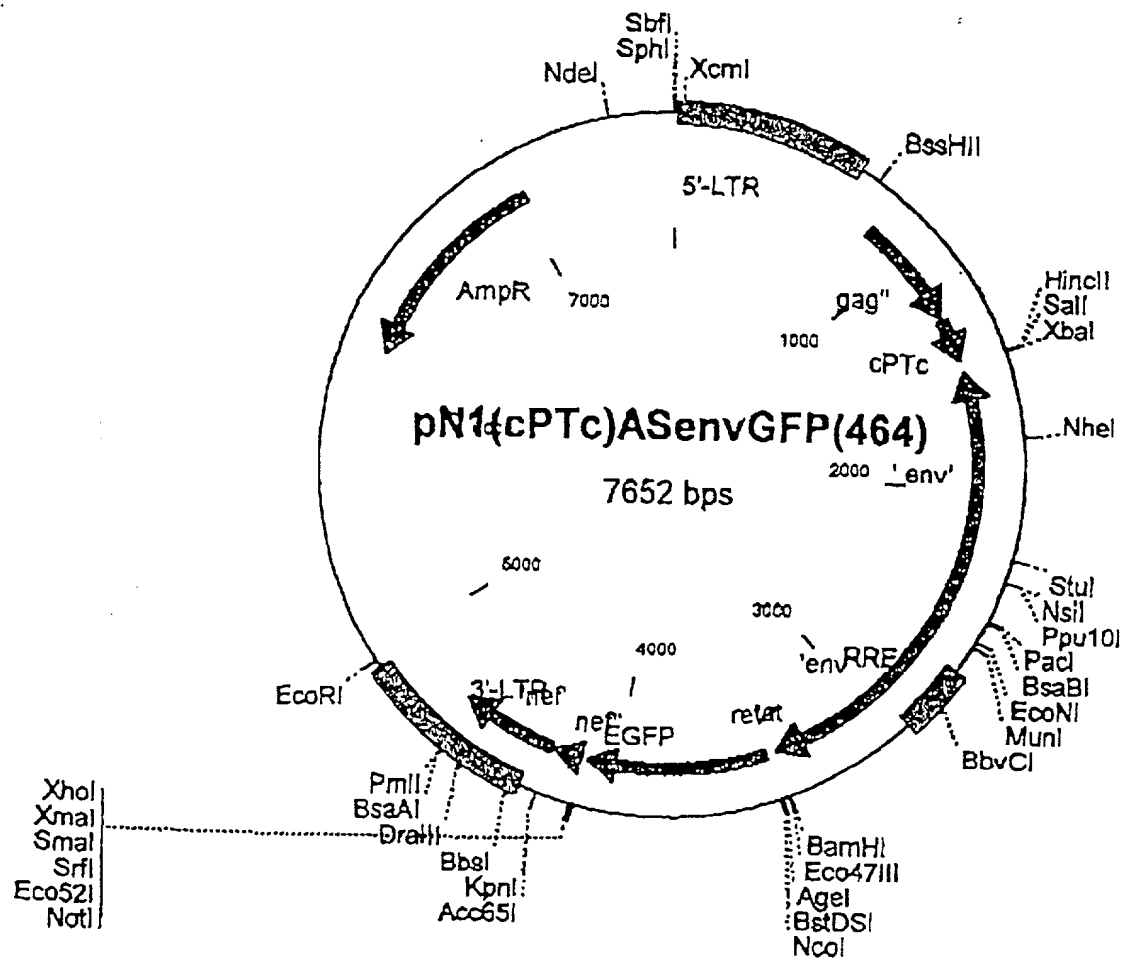 SbfI
SphI
XcmI
NdeI
BssHII
5'-LTR
HincII
SalI
XbaI
AmpR
7000
gag"
1000
cPTc
NheI
pN1(cPTc)ASenvGFP(464)
7652 bps
2000
'env'
StuI
NsiI
Ppu10I
PacI
BsaBI
EcoNI
MunI
BbvCI
3000
'env
RRE
4000
EcoRI
3'-LTR
nef'
nef'
EGFP
PmlI
BsaAI
DraIII
BbsI
KpnI
Acc65I
XhoI
XmaI
SmaI
SrfI
Eco52I
NotI
BamHI
Eco47III
AgeI
BstDSI
NcoI